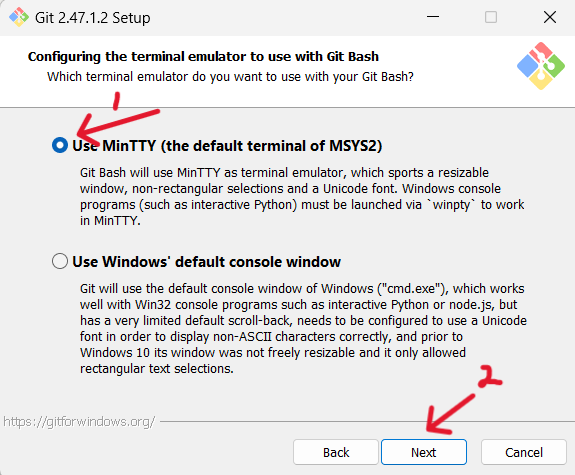 Git 2.47.1.2 Setup
Configuring the terminal emulator to use with Git Bash
Which terminal emulator do you want to use with your Git Bash?
1
Use MinTTY (the default terminal of MSYS2)
Git Bash will use MinTTY as terminal emulator, which sports a resizable
window, non-rectangular selections and a Unicode font. Windows console
programs (such as interactive Python) must be launched via `winpty` to work
in MinTTY.
Use Windows' default console window
Git will use the default console window of Windows ("cmd.exe"), which works
well with Win32 console programs such as interactive Python or node.js, but
has a very limited default scroll-back, needs to be configured to use a Unicode
font in order to display non-ASCII characters correctly, and prior to
Windows 10 its window was not freely resizable and it only allowed
rectangular text selections.
2
https://gitforwindows.org/
Back
Next
Cancel